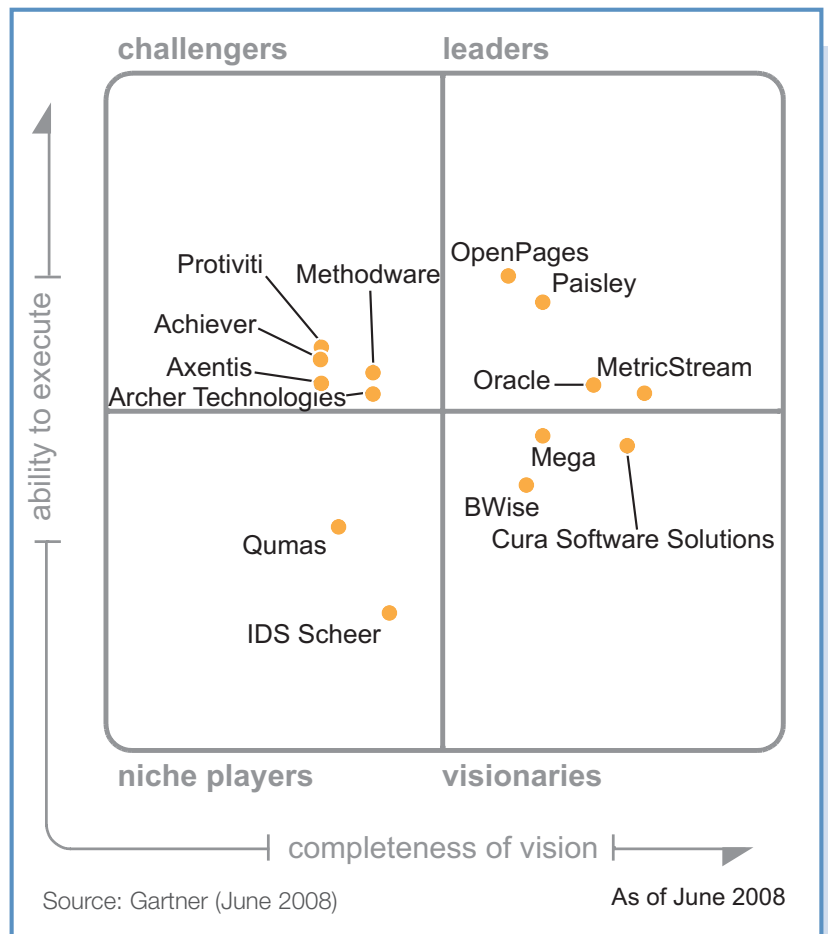 challengers
leaders
OpenPages
Protiviti
Methodware
Paisley
Achiever
Axentis
Oracle
MetricStream
Archer Technologies
Mega
BWise
Cura Software Solutions
Qumas
IDS Scheer
niche players
visionaries
ability to execute
completeness of vision
Source: Gartner (June 2008)
As of June 2008